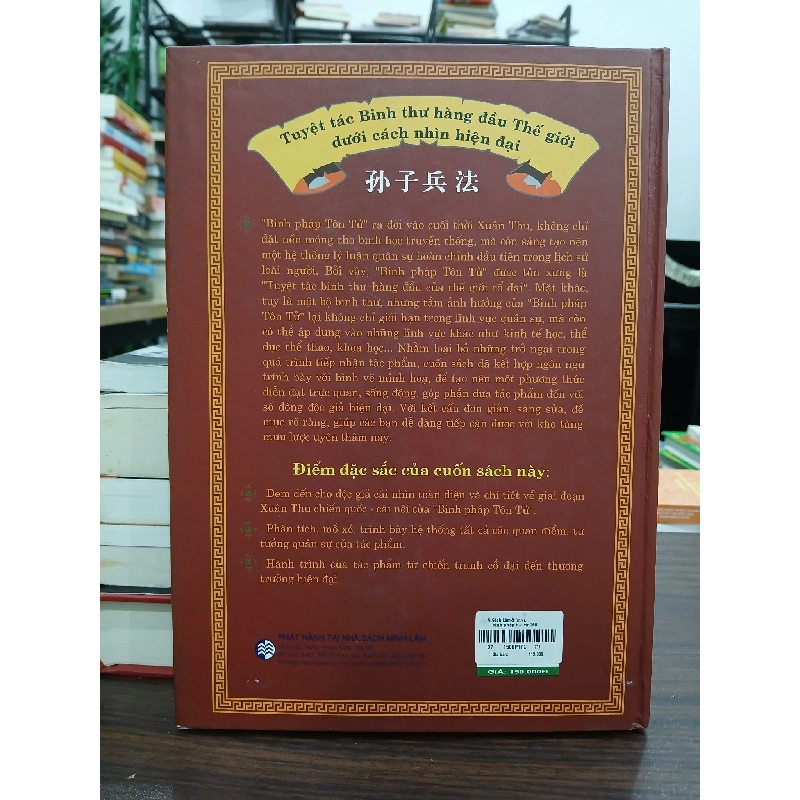 Tuyệt tác Binh thư hàng đầu Thế giới
dưới cách nhìn hiện đại
孙子兵法
"Binh pháp Tôn Tử" ra đời vào cuối thời Xuân Thu, không chỉ
đặt nền móng cho binh học truyền thống, mà còn sáng tạo nên
một hệ thống lý luận quân sự hoàn chỉnh đầu tiên trong lịch sử
loài người. Bởi vậy, "Binh pháp Tôn Tử" được tôn xưng là
"Tuyệt tác binh thư hàng đầu của thế giới cổ đại". Mặt khác,
tuy là một bộ binh thư, nhưng tầm ảnh hưởng của "Binh pháp
Tôn Tử" lại không chỉ giới hạn trong lĩnh vực quân sự, mà còn
có thể áp dụng vào những lĩnh vực khác như kinh tế học, thể
dục thể thao, khoa học... Nhằm loại bỏ những trở ngại trong
quá trình tiếp nhận tác phẩm, cuốn sách đã kết hợp ngôn ngữ
trình bày với hình vẽ minh họa, để tạo nên một phương thức
diễn đạt trực quan, sống động, góp phần đưa tác phẩm đến với
số đông độc giả hiện đại. Với kết cấu đơn giản, sáng sủa, đề
mục rõ ràng, giúp các bạn dễ dàng tiếp cận được với kho tàng
mưu lược uyên thâm này.
Điểm đặc sắc của cuốn sách này:
Đem đến cho độc giả cái nhìn toàn diện và chi tiết về giai đoạn
Xuân Thu chiến quốc - cái nôi của "Binh pháp Tôn Tử".
Phân tích, mổ xẻ, trình bày hệ thống tất cả các quan điểm, tư
tưởng quân sự của tác phẩm.
Hành trình của tác phẩm từ chiến tranh cổ đại đến thương
trường hiện đại.
PHÁT HÀNH TẠI NHÀ SÁCH MINH LÂM
GIÁ: 150.000Đ